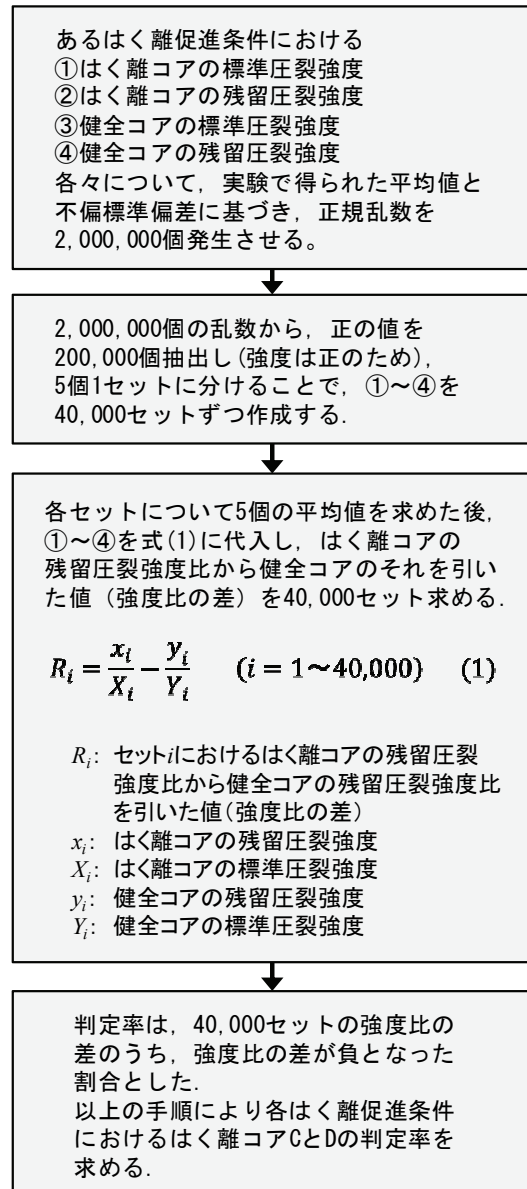 あるはく離促進条件における
①はく離コアの標準圧裂強度
②はく離コアの残留圧裂強度
③健全コアの標準圧裂強度
④健全コアの残留圧裂強度
各々について，実験で得られた平均値と
不偏標準偏差に基づき，正規乱数を
2,000,000個発生させる。
2,000,000個の乱数から，正の値を
200,000個抽出し(強度は正のため)，
5個1セットに分けることで，①～④を
40,000セットずつ作成する.
各セットについて5個の平均値を求めた後，
①～④を式(1)に代入し，はく離コアの
残留圧裂強度比から健全コアのそれを引い
た値（強度比の差）を40,000セット求める.
R_i = x_i/X_i − y_i/Y_i (i = 1～40,000) (1)
R_i: セットiにおけるはく離コアの残留圧裂
強度比から健全コアの残留圧裂強度比
を引いた値(強度比の差)
x_i: はく離コアの残留圧裂強度
X_i: はく離コアの標準圧裂強度
y_i: 健全コアの残留圧裂強度
Y_i: 健全コアの標準圧裂強度
判定率は，40,000セットの強度比の
差のうち，強度比の差が負となった
割合とした.
以上の手順により各はく離促進条件
におけるはく離コアCとDの判定率を
求める.